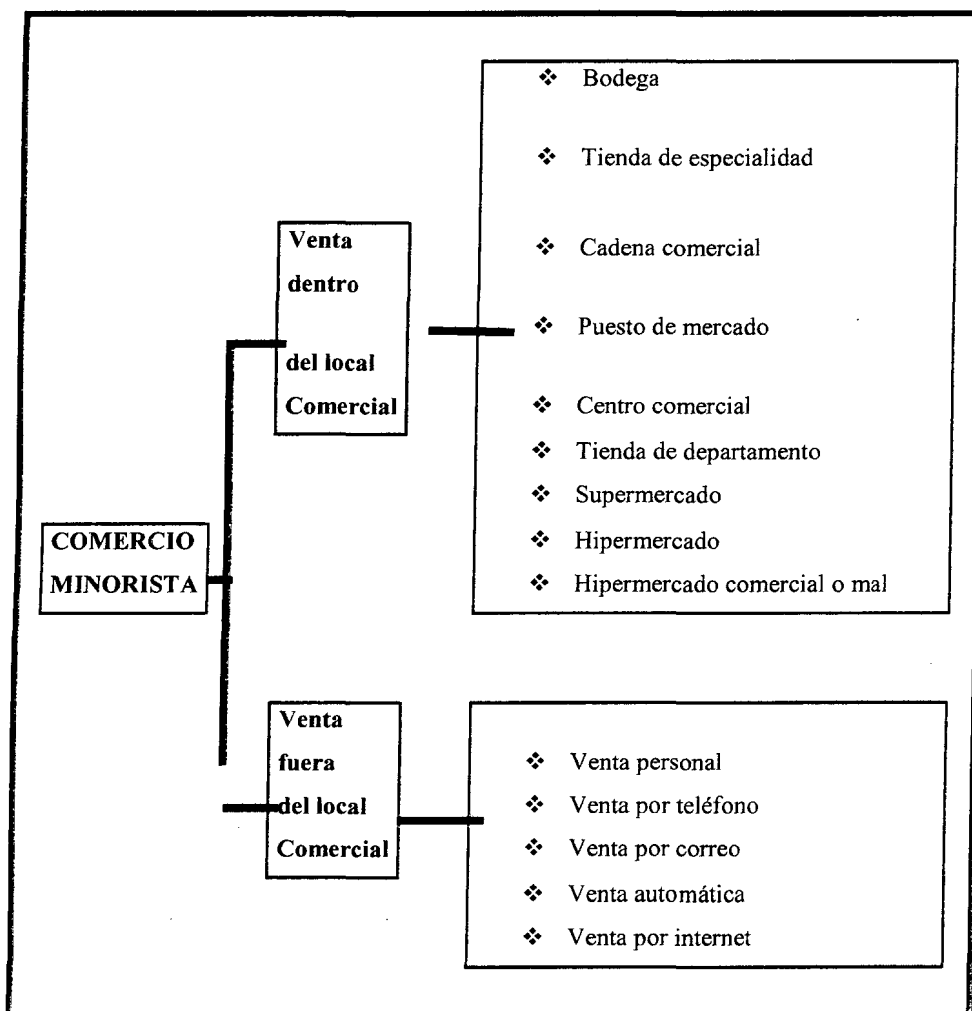 COMERCIO
MINORISTA
Venta
dentro
del local
Comercial
❖ Bodega
❖ Tienda de especialidad
❖ Cadena comercial
❖ Puesto de mercado
❖ Centro comercial
❖ Tienda de departamento
❖ Supermercado
❖ Hipermercado
❖ Hipermercado comercial o mal
Venta
fuera
del local
Comercial
❖ Venta personal
❖ Venta por teléfono
❖ Venta por correo
❖ Venta automática
❖ Venta por internet